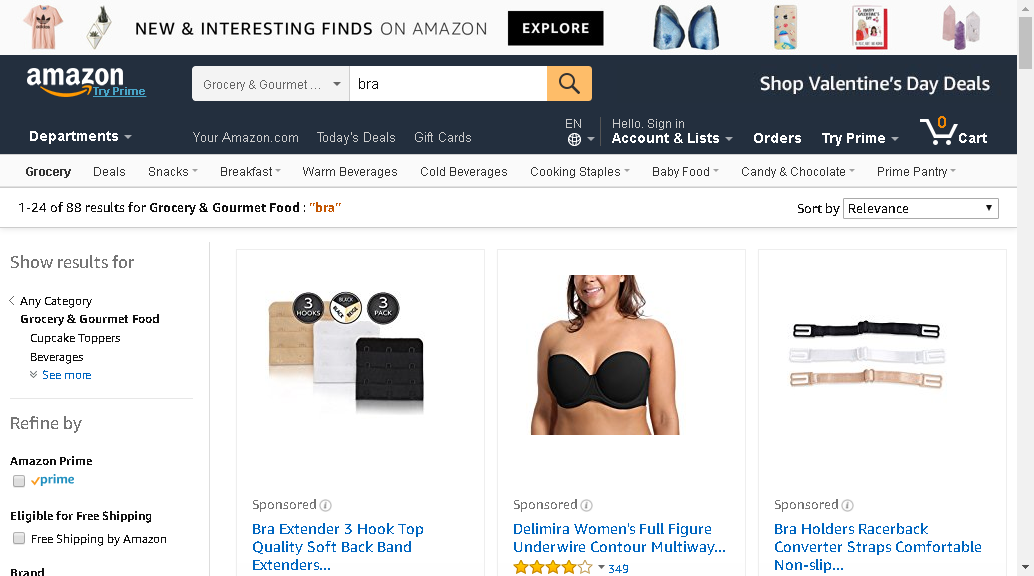 NEW & INTERESTING FINDS ON AMAZON
EXPLORE
amazon
Try Prime
Grocery & Gourmet ...
bra
Shop Valentine's Day Deals
Departments
Your Amazon.com
Today's Deals
Gift Cards
EN
Hello. Sign in
Account & Lists
Orders
Try Prime
0
Cart
Grocery
Deals
Snacks
Breakfast
Warm Beverages
Cold Beverages
Cooking Staples
Baby Food
Candy & Chocolate
Prime Pantry
1-24 of 88 results for Grocery & Gourmet Food : "bra"
Sort by
Relevance
Show results for
Any Category
Grocery & Gourmet Food
Cupcake Toppers
Beverages
See more
Refine by
Amazon Prime
prime
Eligible for Free Shipping
Free Shipping by Amazon
Brand
3
HOOKS
BLACK
3
PACK
Sponsored
Bra Extender 3 Hook Top
Quality Soft Back Band
Extenders...
Sponsored
Delimira Women's Full Figure
Underwire Contour Multiway...
349
Sponsored
Bra Holders Racerback
Converter Straps Comfortable
Non-slip...